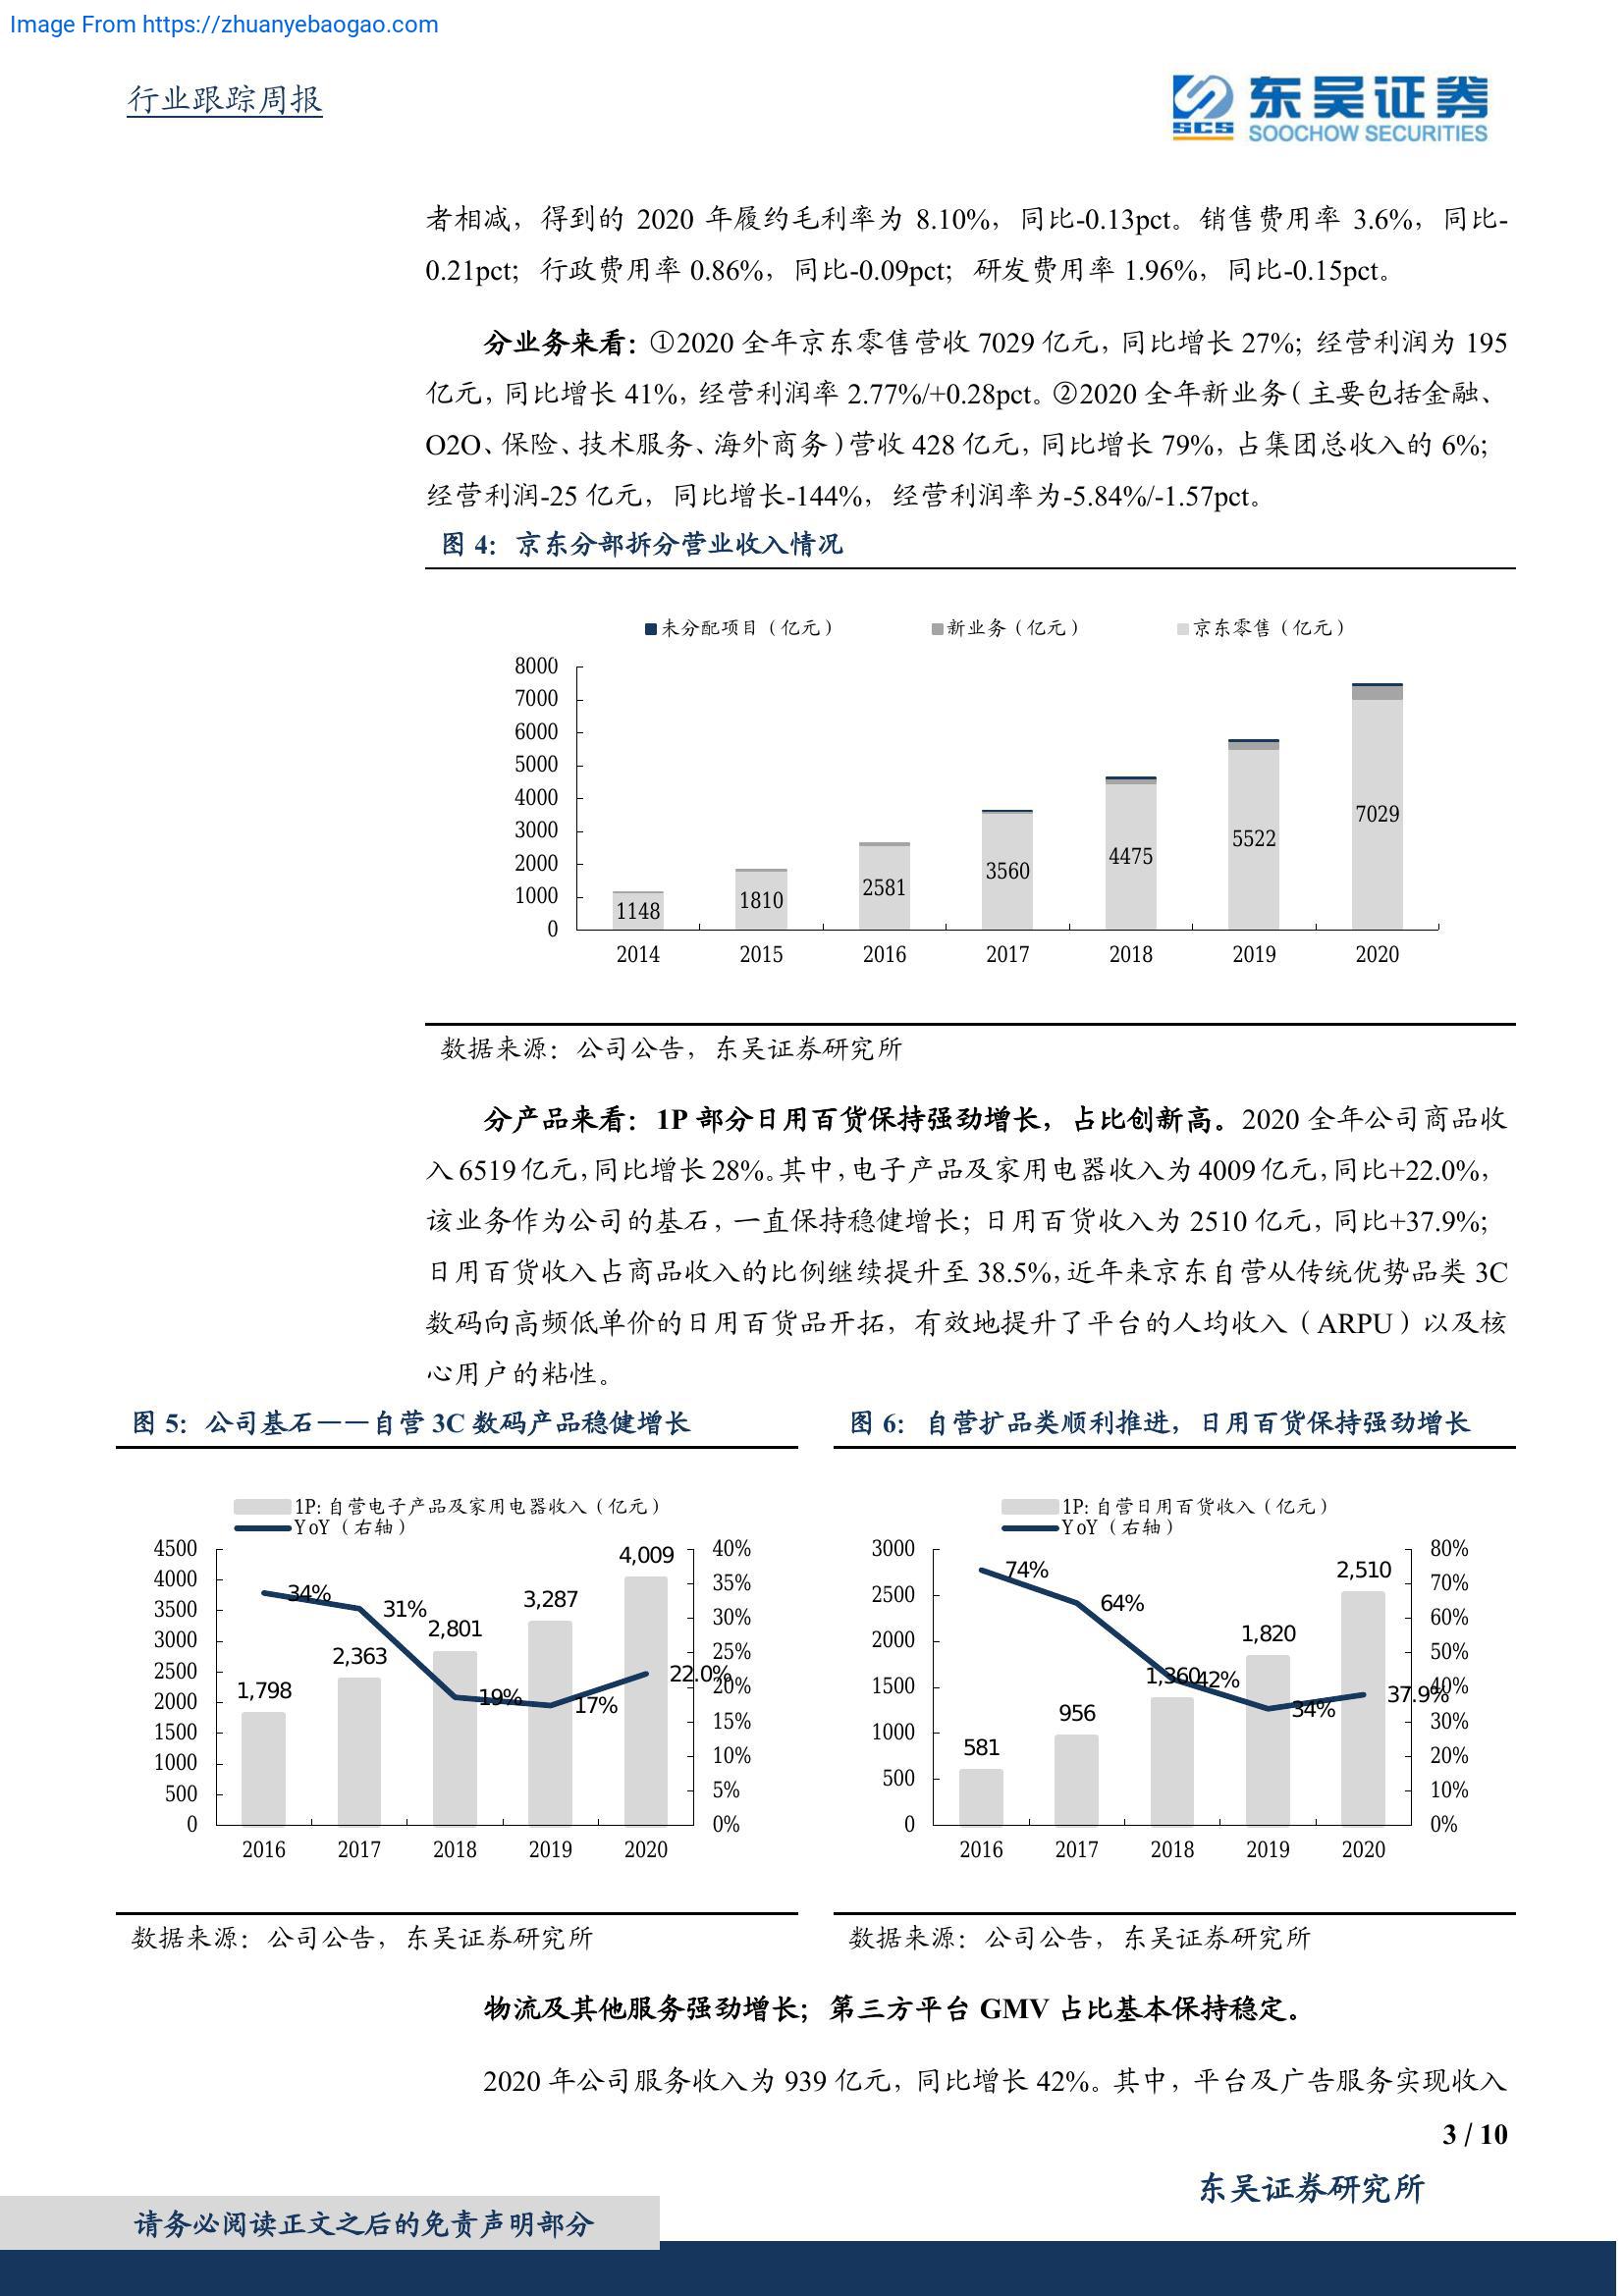 Image From https://zhuanyebaogao.com
行业跟踪周报
SCS 东吴证券
SOOCHOW SECURITIES
者相减，得到的 2020 年履约毛利率为 8.10%，同比-0.13pct。销售费用率 3.6%，同比-
0.21pct；行政费用率 0.86%，同比-0.09pct；研发费用率 1.96%，同比-0.15pct。
分业务来看：①2020 全年京东零售营收 7029 亿元，同比增长 27%；经营利润为 195
亿元，同比增长 41%，经营利润率 2.77%/+0.28pct。②2020 全年新业务（主要包括金融、
O2O、保险、技术服务、海外商务）营收 428 亿元，同比增长 79%，占集团总收入的 6%；
经营利润-25 亿元，同比增长-144%，经营利润率为-5.84%/-1.57pct。
图 4：京东分部拆分营业收入情况
未分配项目（亿元） 新业务（亿元） 京东零售（亿元）
8000
7000
6000
5000
4000
3000
2000
1000
0
1148 1810 2581 3560 4475 5522 7029
2014 2015 2016 2017 2018 2019 2020
数据来源：公司公告，东吴证券研究所
分产品来看：1P 部分日用百货保持强劲增长，占比创新高。2020 全年公司商品收
入 6519 亿元，同比增长 28%。其中，电子产品及家用电器收入为 4009 亿元，同比+22.0%，
该业务作为公司的基石，一直保持稳健增长；日用百货收入为 2510 亿元，同比+37.9%；
日用百货收入占商品收入的比例继续提升至 38.5%，近年来京东自营从传统优势品类 3C
数码向高频低单价的日用百货品开拓，有效地提升了平台的人均收入（ARPU）以及核
心用户的粘性。
图 5：公司基石——自营 3C 数码产品稳健增长
1P: 自营电子产品及家用电器收入（亿元）
YoY（右轴）
4500
4000
3500
3000
2500
2000
1500
1000
500
0
1,798 2,363 2,801 3,287 4,009
34% 31% 19% 17% 22.0%
40%
35%
30%
25%
20%
15%
10%
5%
0%
2016 2017 2018 2019 2020
数据来源：公司公告，东吴证券研究所
图 6：自营扩品类顺利推进，日用百货保持强劲增长
1P: 自营日用百货收入（亿元）
YoY（右轴）
3000
2500
2000
1500
1000
500
0
581 956 1,360 1,820 2,510
74% 64% 42% 34% 37.9%
80%
70%
60%
50%
40%
30%
20%
10%
0%
2016 2017 2018 2019 2020
数据来源：公司公告，东吴证券研究所
物流及其他服务强劲增长；第三方平台 GMV 占比基本保持稳定。
2020 年公司服务收入为 939 亿元，同比增长 42%。其中，平台及广告服务实现收入
3 / 10
东吴证券研究所
请务必阅读正文之后的免责声明部分